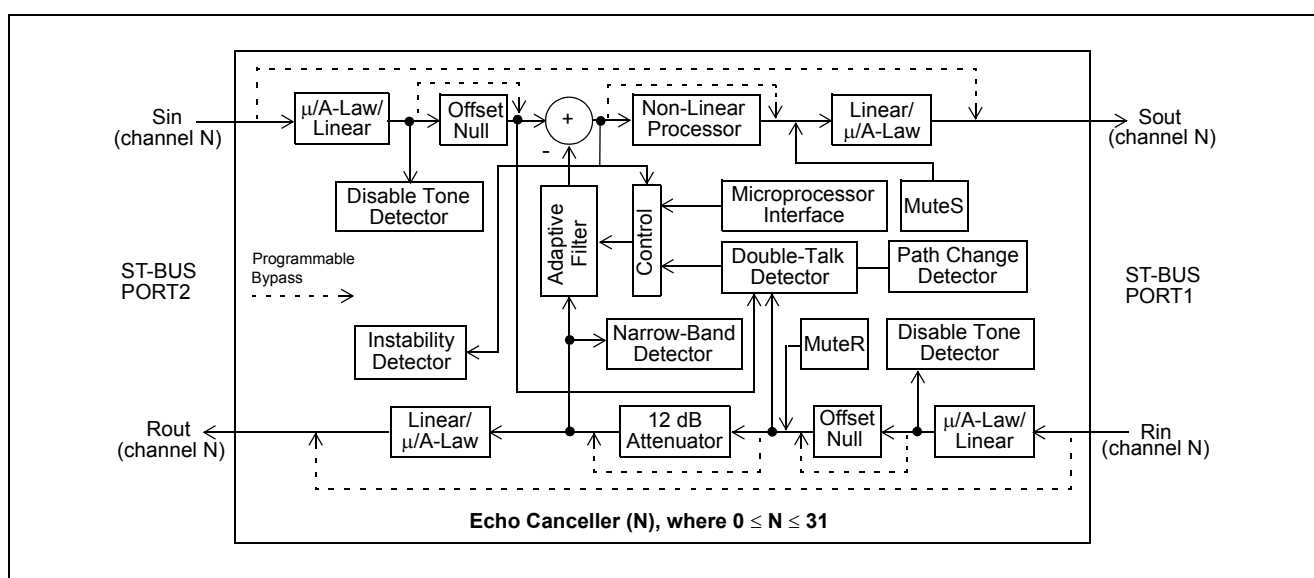 Sin
(channel N)
μ/A-Law/
Linear
Offset
Null
+
-
Non-Linear
Processor
Linear/
μ/A-Law
Sout
(channel N)
Disable Tone
Detector
Adaptive
Filter
Control
Microprocessor
Interface
MuteS
ST-BUS
PORT2
Programmable
Bypass
Double-Talk
Detector
Path Change
Detector
ST-BUS
PORT1
Instability
Detector
Narrow-Band
Detector
MuteR
Disable Tone
Detector
Rout
(channel N)
Linear/
μ/A-Law
12 dB
Attenuator
Offset
Null
μ/A-Law/
Linear
Rin
(channel N)
Echo Canceller (N), where 0 ≤ N ≤ 31